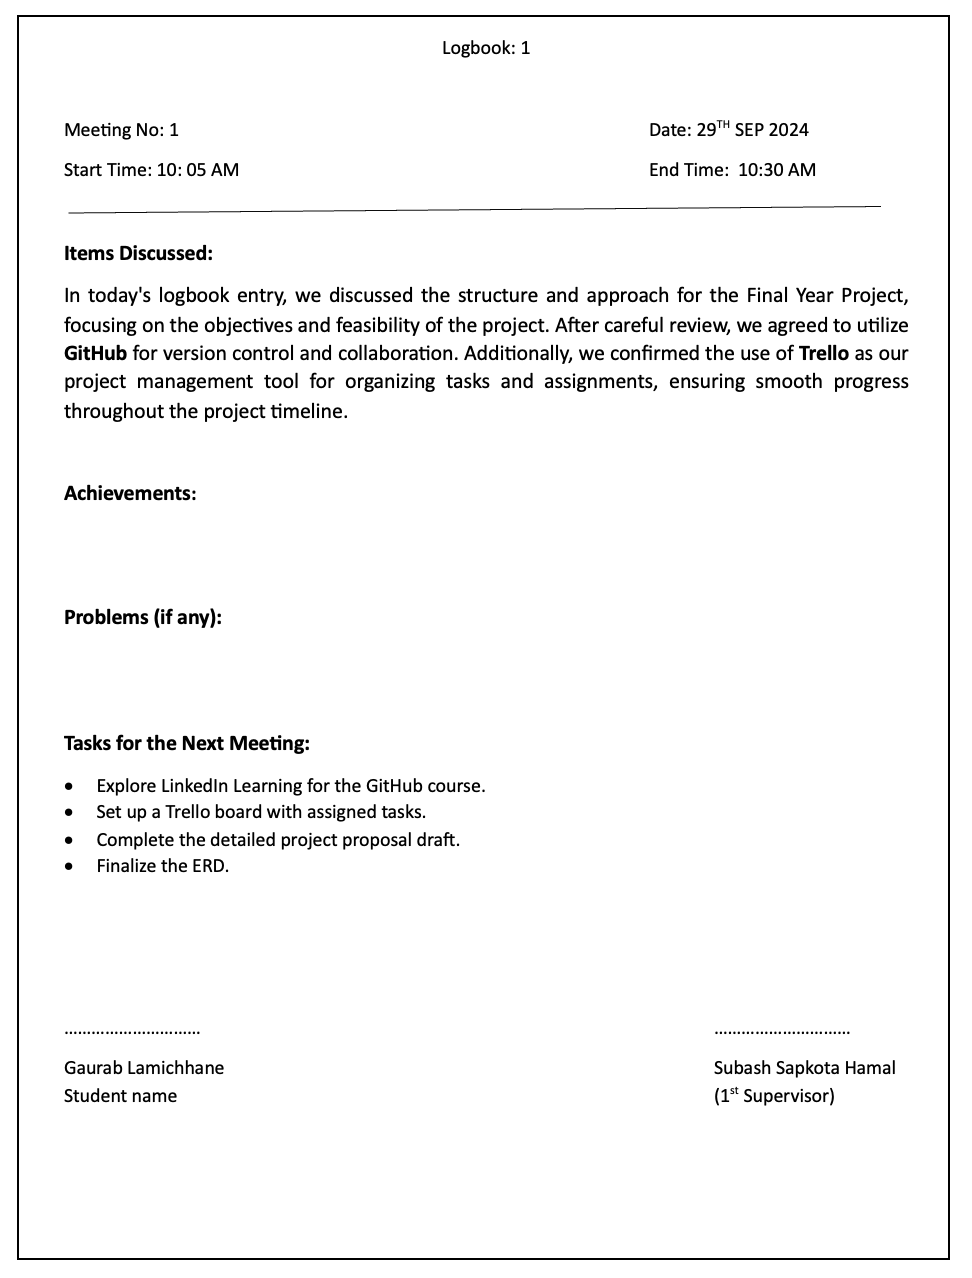 Logbook: 1
Meeting No: 1 Date: 29TH SEP 2024
Start Time: 10: 05 AM End Time:  10:30 AM
Items Discussed:
In today's logbook entry, we discussed the structure and approach for the Final Year Project,
focusing on the objectives and feasibility of the project. After careful review, we agreed to utilize
GitHub for version control and collaboration. Additionally, we confirmed the use of Trello as our
project management tool for organizing tasks and assignments, ensuring smooth progress
throughout the project timeline.
Achievements:
Problems (if any):
Tasks for the Next Meeting:
• Explore LinkedIn Learning for the GitHub course.
• Set up a Trello board with assigned tasks.
• Complete the detailed project proposal draft.
• Finalize the ERD.
………………………… …………………………
Gaurab Lamichhane Subash Sapkota Hamal
Student name (1st Supervisor)